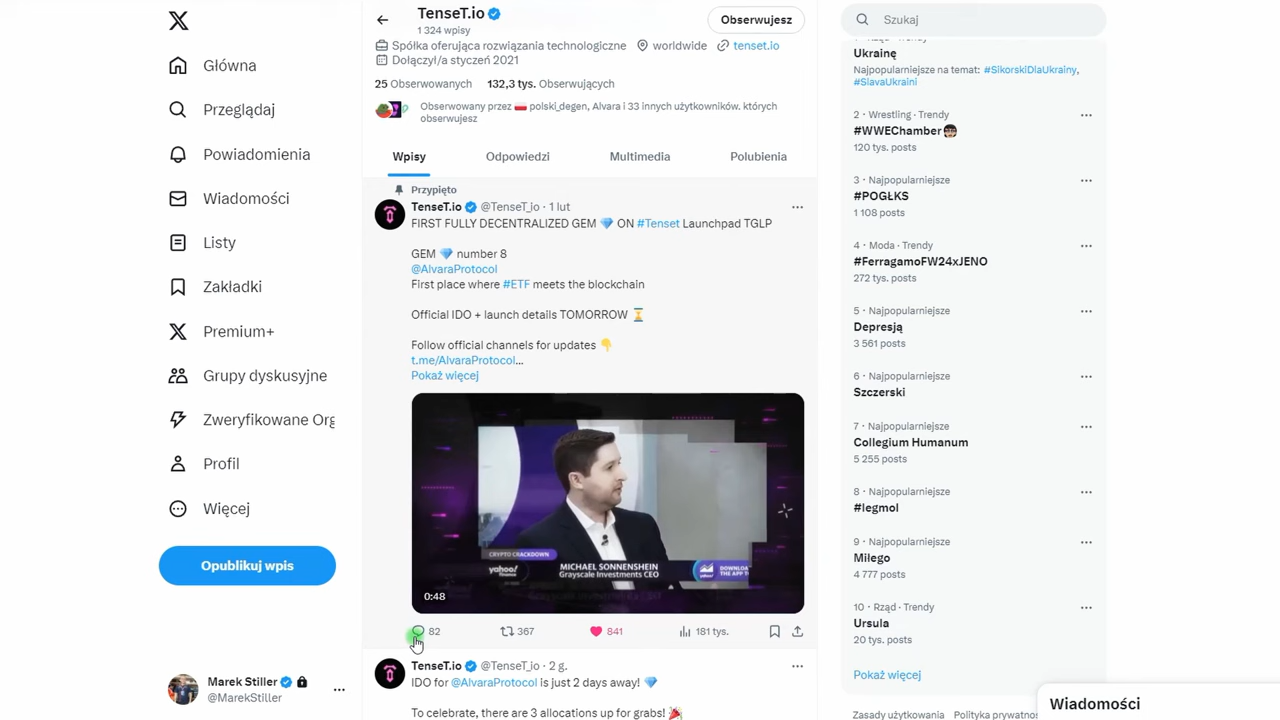 Główna
Przeglądaj
Powiadomienia
Wiadomości
Listy
Zakładki
Premium+
Grupy dyskusyjne
Zweryfikowane Org
Profil
Więcej
Opublikuj wpis
Marek Stiller
@MarekStiller
TenseT.io
1 324 wpisy
Obserwujesz
Spółka oferująca rozwiązania technologiczne worldwide tenset.io
Dołączył/a styczeń 2021
25 Obserwowanych 132,3 tys. Obserwujących
Obserwowany przez 🇵🇱 polski_degen, Alvara i 33 innych użytkowników. których
obserwujesz
Wpisy Odpowiedzi Multimedia Polubienia
Przypięto
TenseT.io @TenseT_io · 1 lut
FIRST FULLY DECENTRALIZED GEM 💎 ON #Tenset Launchpad TGLP
GEM 💎 number 8
@AlvaraProtocol
First place where #ETF meets the blockchain
Official IDO + launch details TOMORROW ⏳
Follow official channels for updates 👇
t.me/AlvaraProtocol…
Pokaż więcej
CRYPTO CRACKDOWN
yahoo!
finance
MICHAEL SONNENSHEIN
Grayscale Investments CEO
yahoo!
DOWNLOA
THE APP TO
0:48
82 367 841 181 tys.
TenseT.io @TenseT_io · 2 g.
IDO for @AlvaraProtocol is just 2 days away! 💎
To celebrate, there are 3 allocations up for grabs! 🎉
Szukaj
Ukrainę
Najpopularniejsze na temat: #SikorskiDlaUkrainy,
#SlavaUkraini
2 · Wrestling · Trendy
#WWEChamber
120 tys. posts
3 · Najpopularniejsze
#POGŁKS
1 108 posts
4 · Moda · Trendy
#FerragamoFW24xJENO
272 tys. posts
5 · Najpopularniejsze
Depresją
3 561 posts
6 · Najpopularniejsze
Szczerski
7 · Najpopularniejsze
Collegium Humanum
5 255 posts
8 · Najpopularniejsze
#legmol
9 · Najpopularniejsze
Miłego
4 777 posts
10 · Rząd · Trendy
Ursula
20 tys. posts
Pokaż więcej
Wiadomości
Zasady użytkowania Polityka prywatnoś